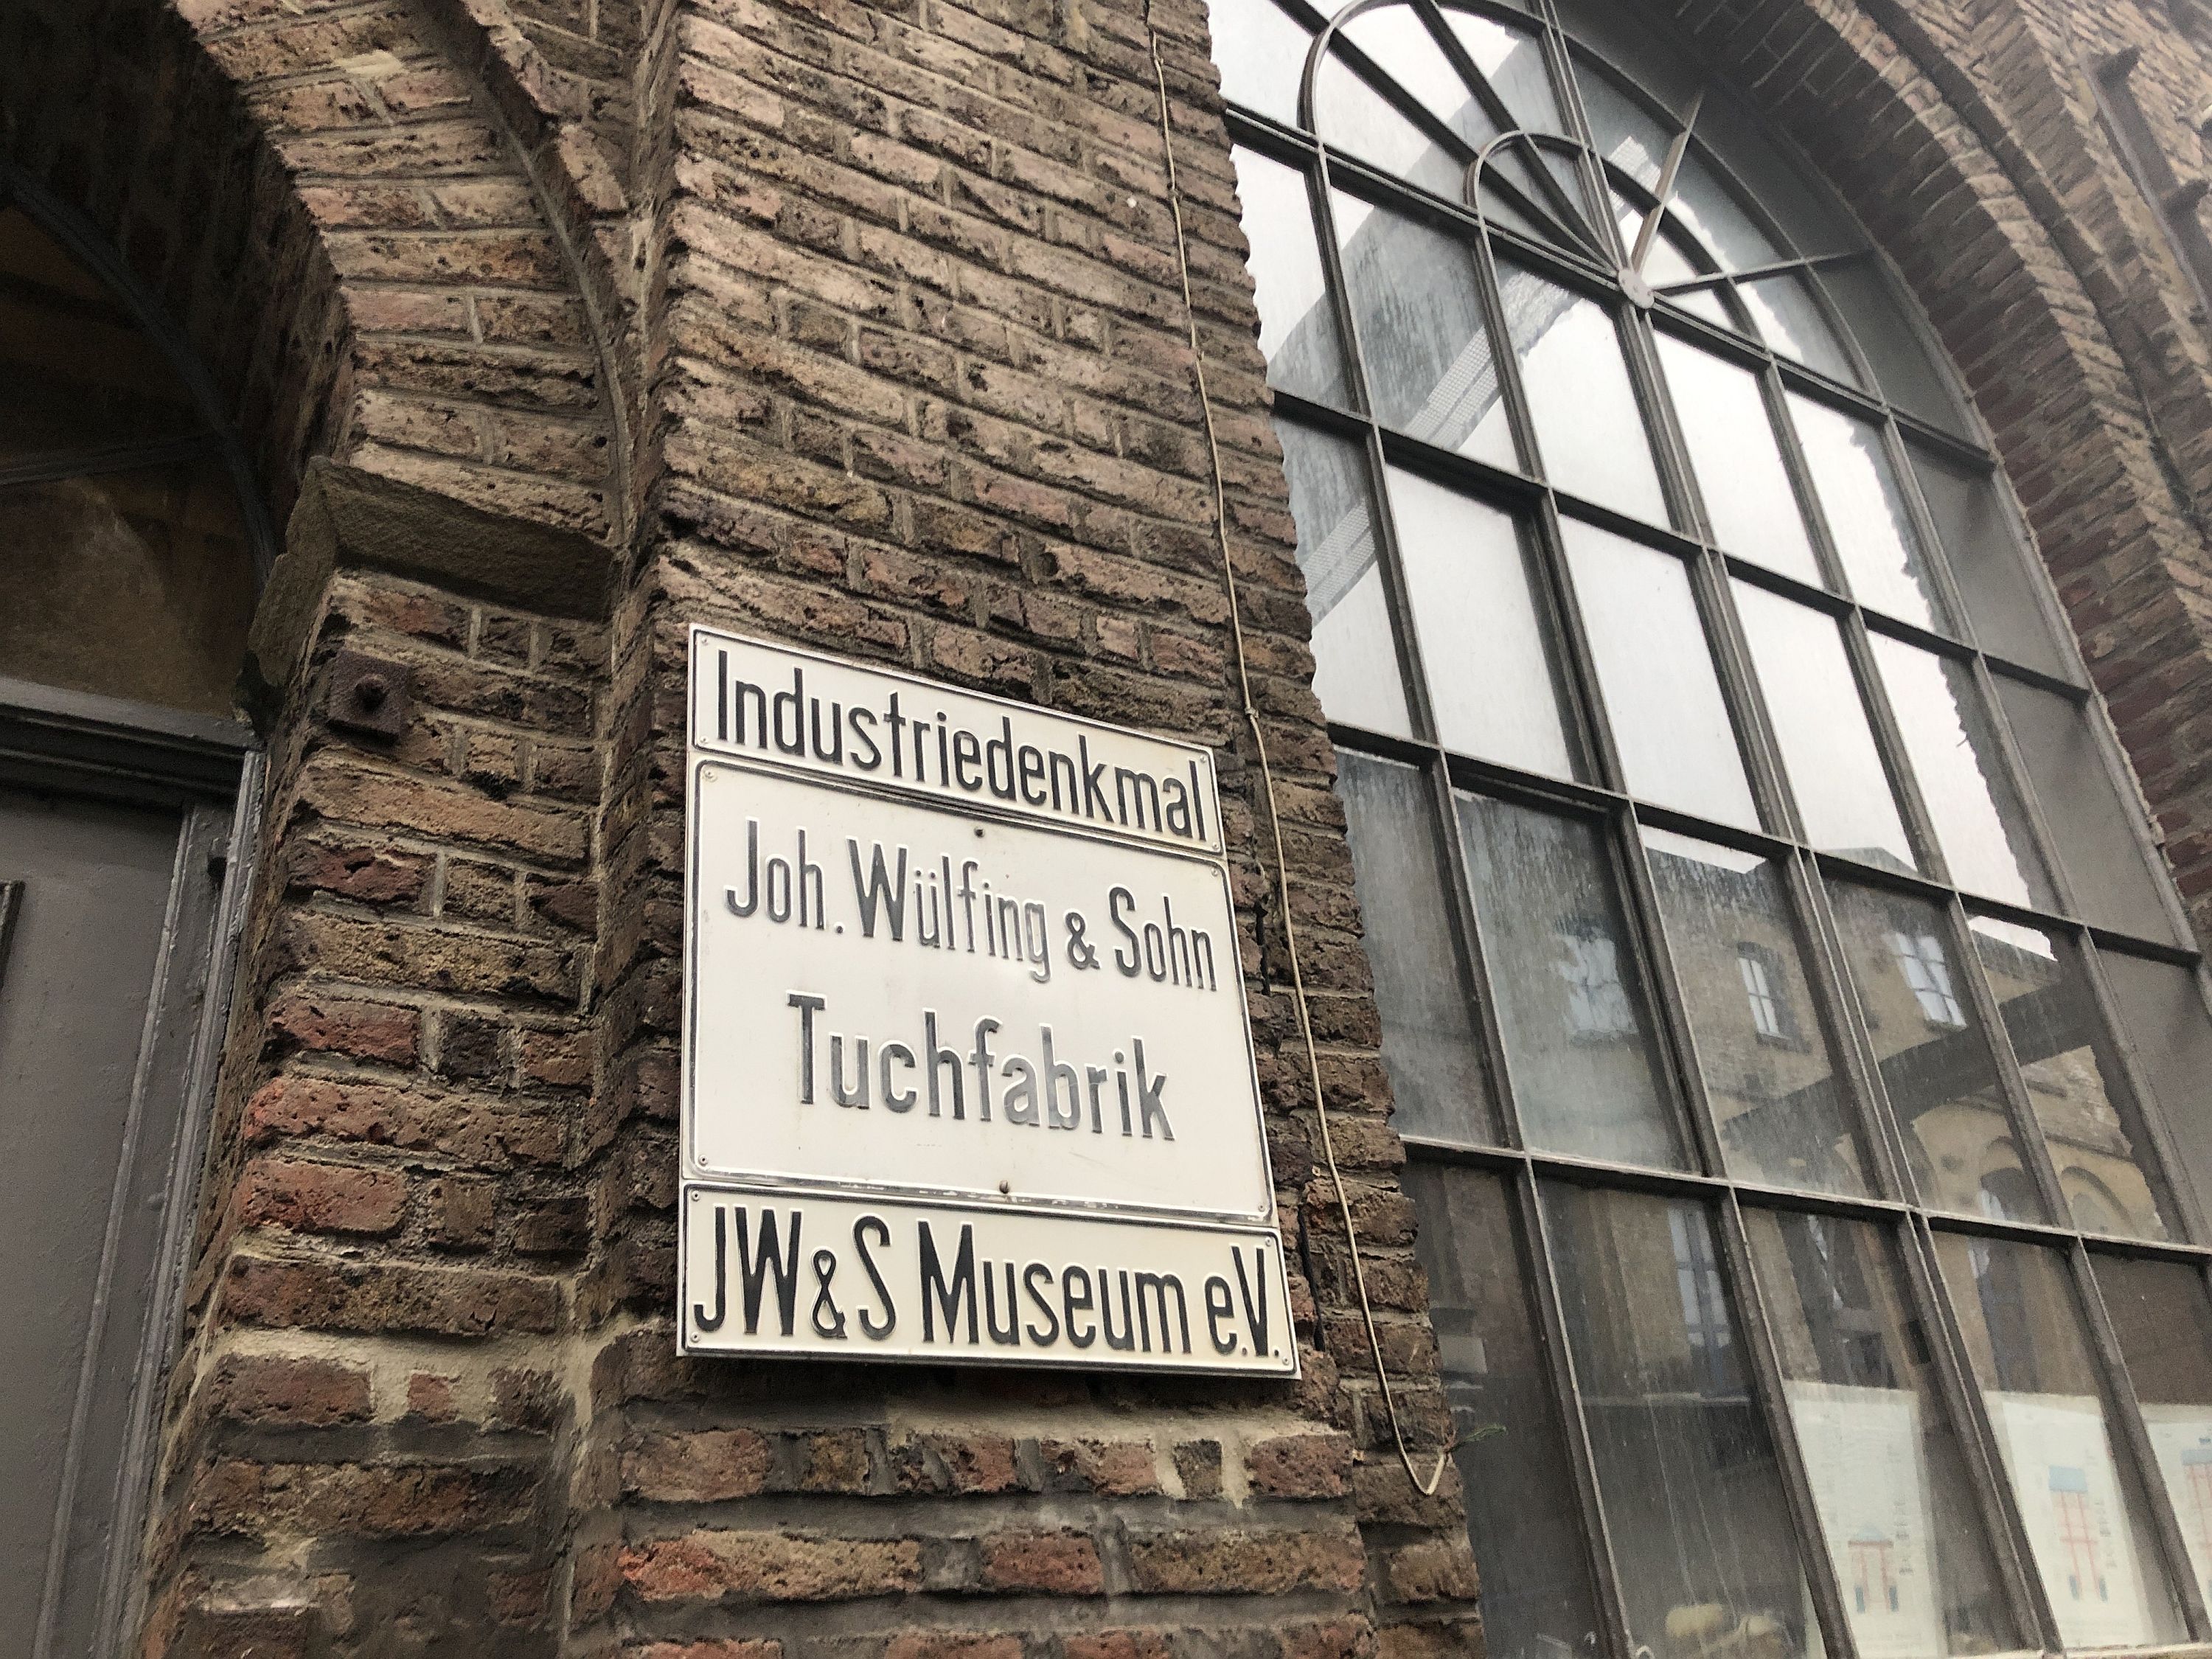 Industriedenkmal
Joh. Wülfing & Sohn
Tuchfabrik
JW&S Museum e.V.